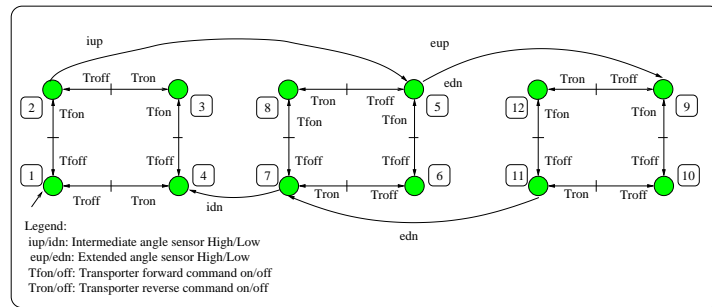 iup
eup
edn
Troff Tron
Tron Troff
Tron Troff
2
3
8
5
12
9
Tfon
Tfon
Tfon
Tfon
Tfon
Tfon
Tfoff
Tfoff
Tfoff
Tfoff
Tfoff
Tfoff
1
4
7
6
11
10
Troff Tron
Tron Troff
Tron Troff
idn
edn
Legend:
iup/idn: Intermediate angle sensor High/Low
eup/edn: Extended angle sensor High/Low
Tfon/off: Transporter forward command on/off
Tron/off: Transporter reverse command on/off